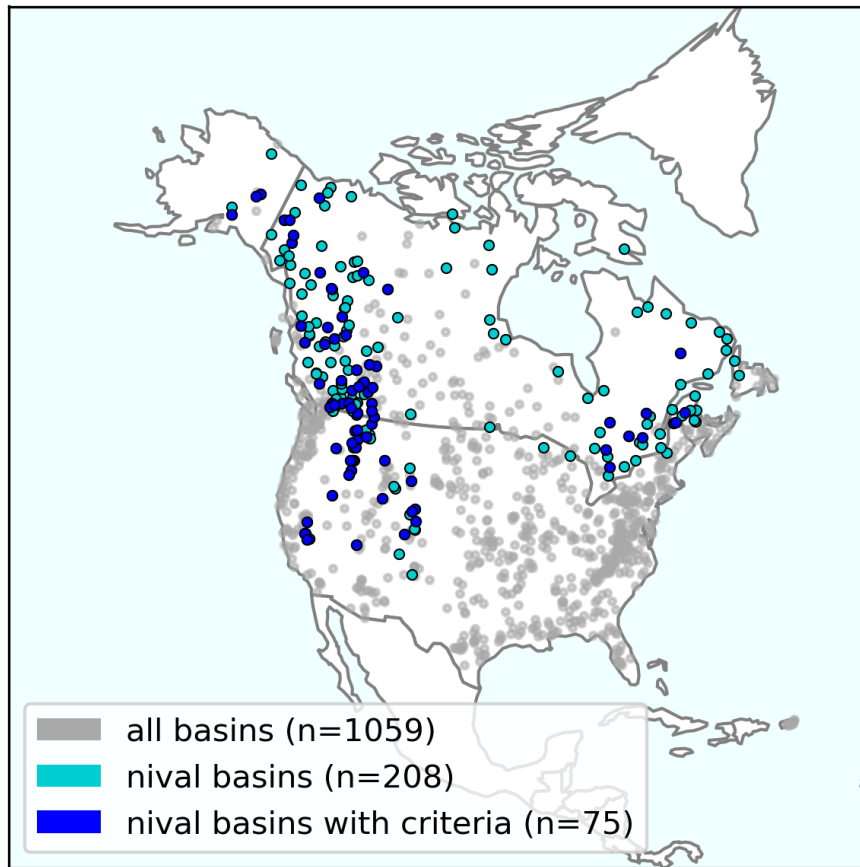 all basins (n=1059)
nival basins (n=208)
nival basins with criteria (n=75)